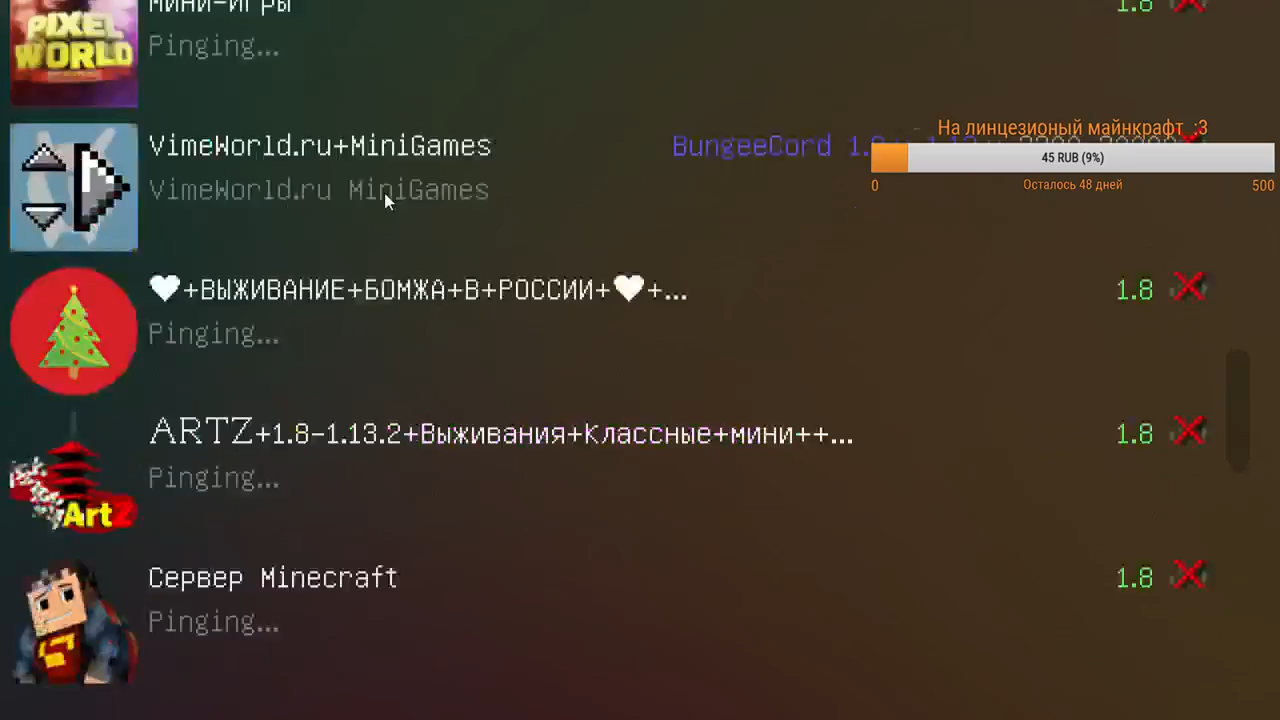 PIXEL
WORLD
мини-игры
1.8
Pinging...
VimeWorld.ru+MiniGames
BungeeCord
VimeWorld.ru MiniGames
На линцезионый майнкрафт :3
45 RUB (9%)
0
Осталось 48 дней
500
♥+ВЫЖИВАНИЕ+БОМЖА+В+РОССИИ+♥+...
1.8
Pinging...
ARTZ+1.8-1.13.2+Выживания+Классные+мини++...
1.8
Pinging...
ArtZ
Сервер Minecraft
1.8
Pinging...